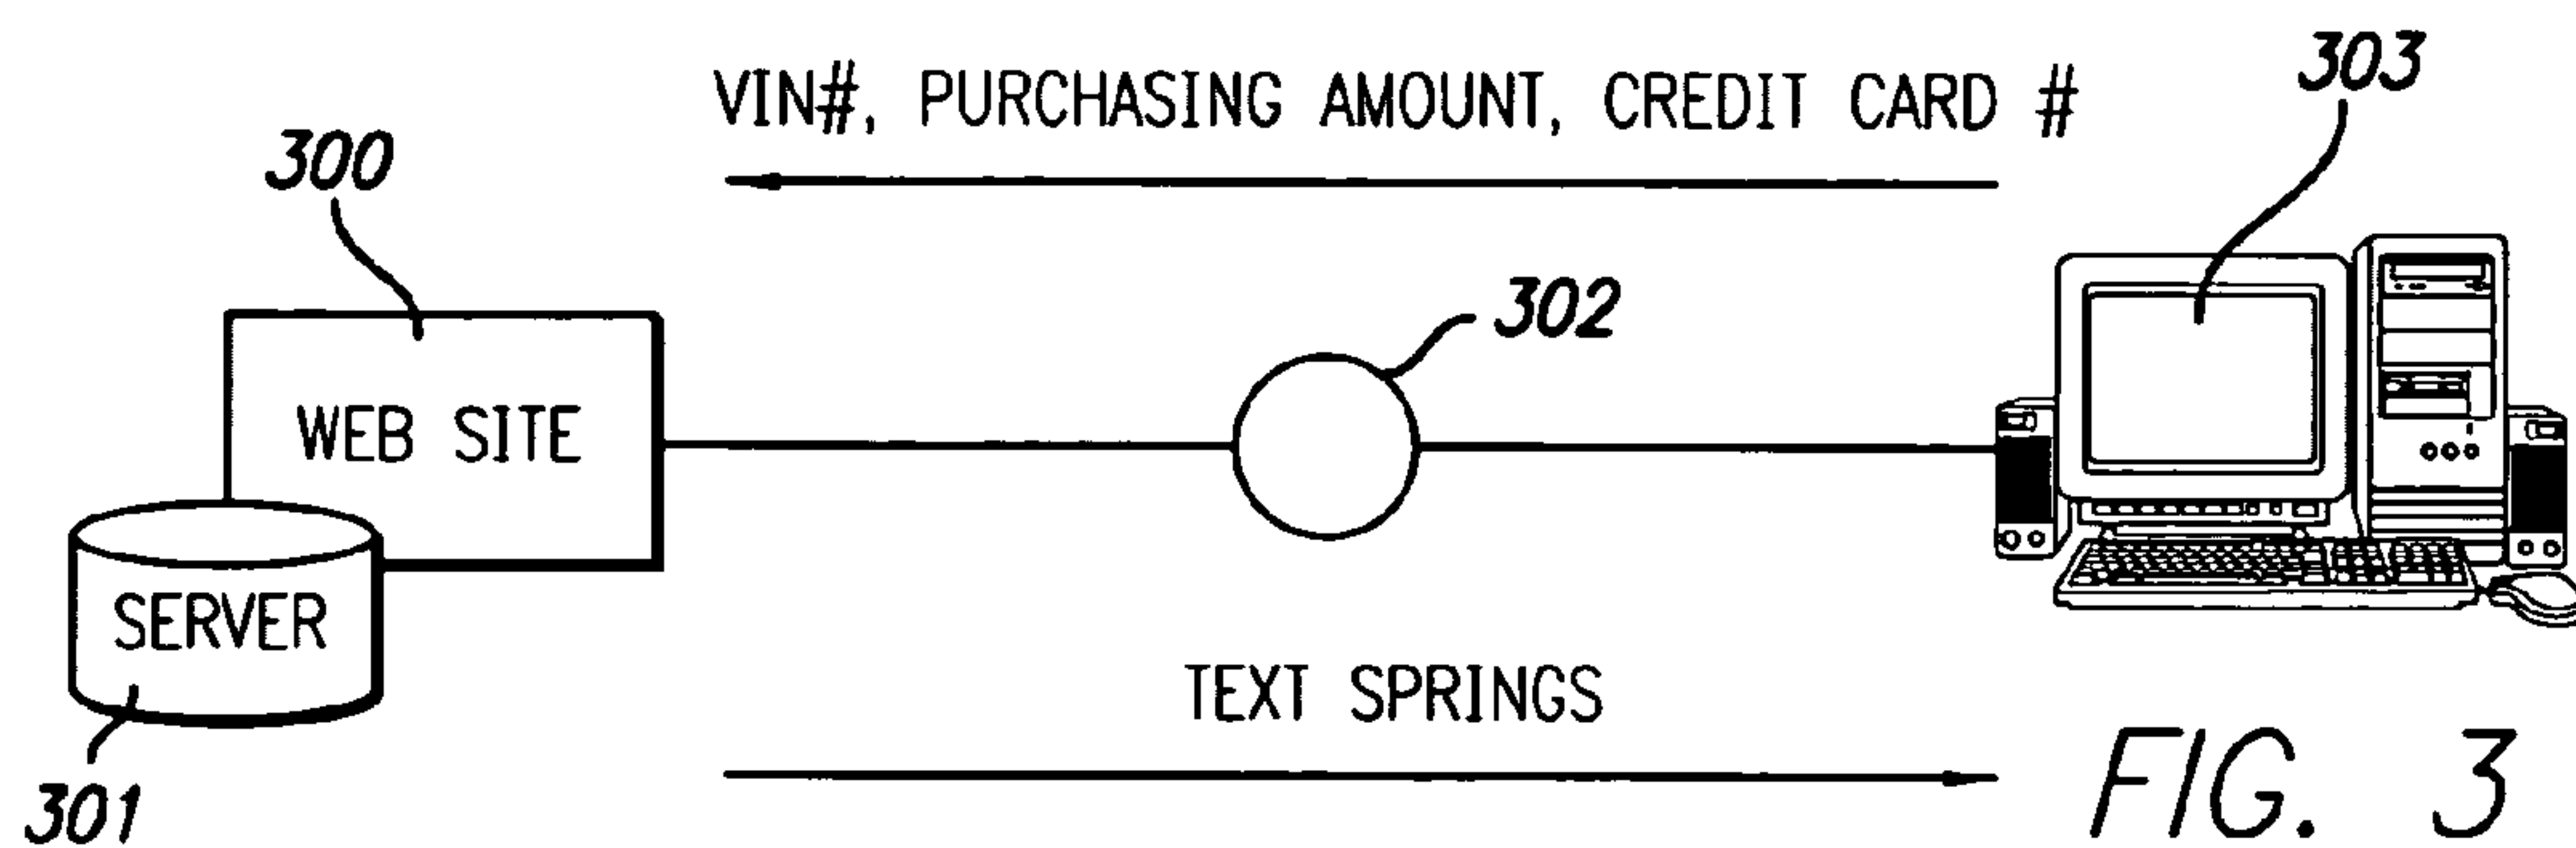 VIN#, PURCHASING AMOUNT, CREDIT CARD #
303
300
302
WEB SITE
SERVER
TEXT SPRINGS
301
FIG. 3